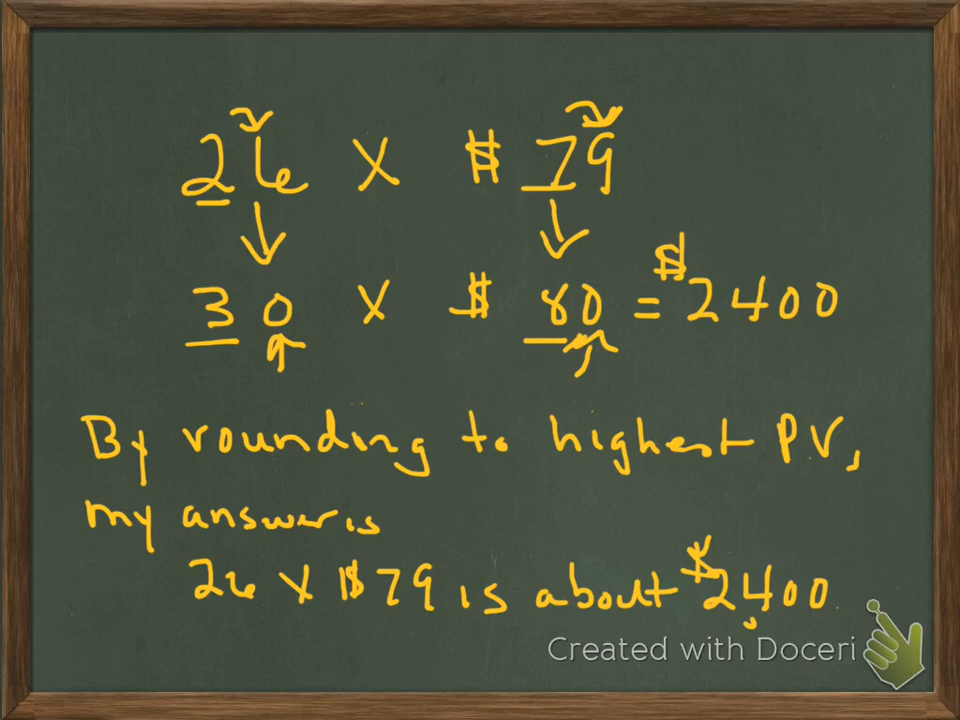 26 X $ 79
30 X $ 80 = $2400
By rounding to highest PV,
my answer is
26 X $79 is about $2400
Created with Doceri